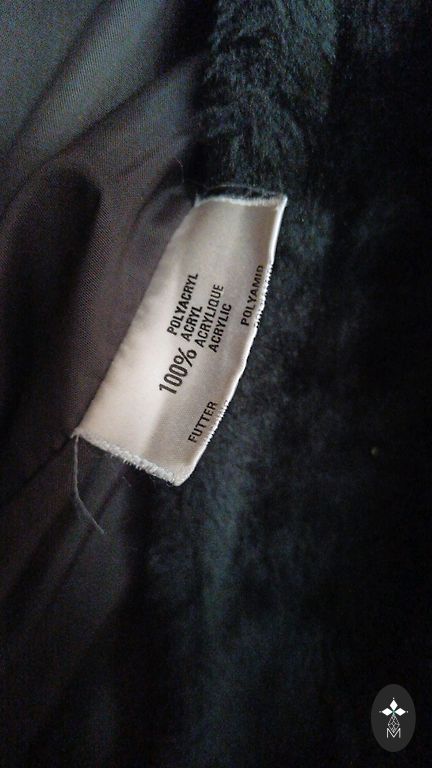 100% POLYACRYL
ACRYL
ACRYLIQUE
ACRYLIC
FUTTER POLYAMID
M